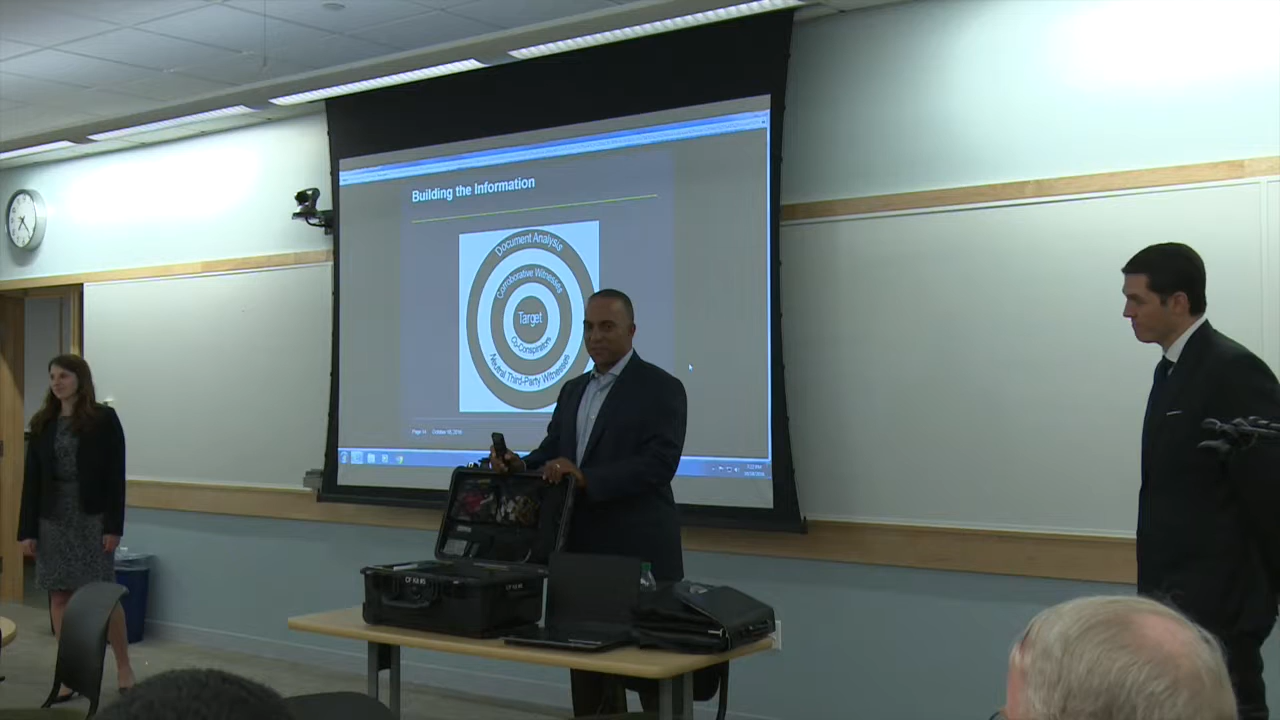 Building the Information
Document Analysis
Corroborative Witnesses
Target
Co-Conspirators
Neutral Third-Party Witnesses